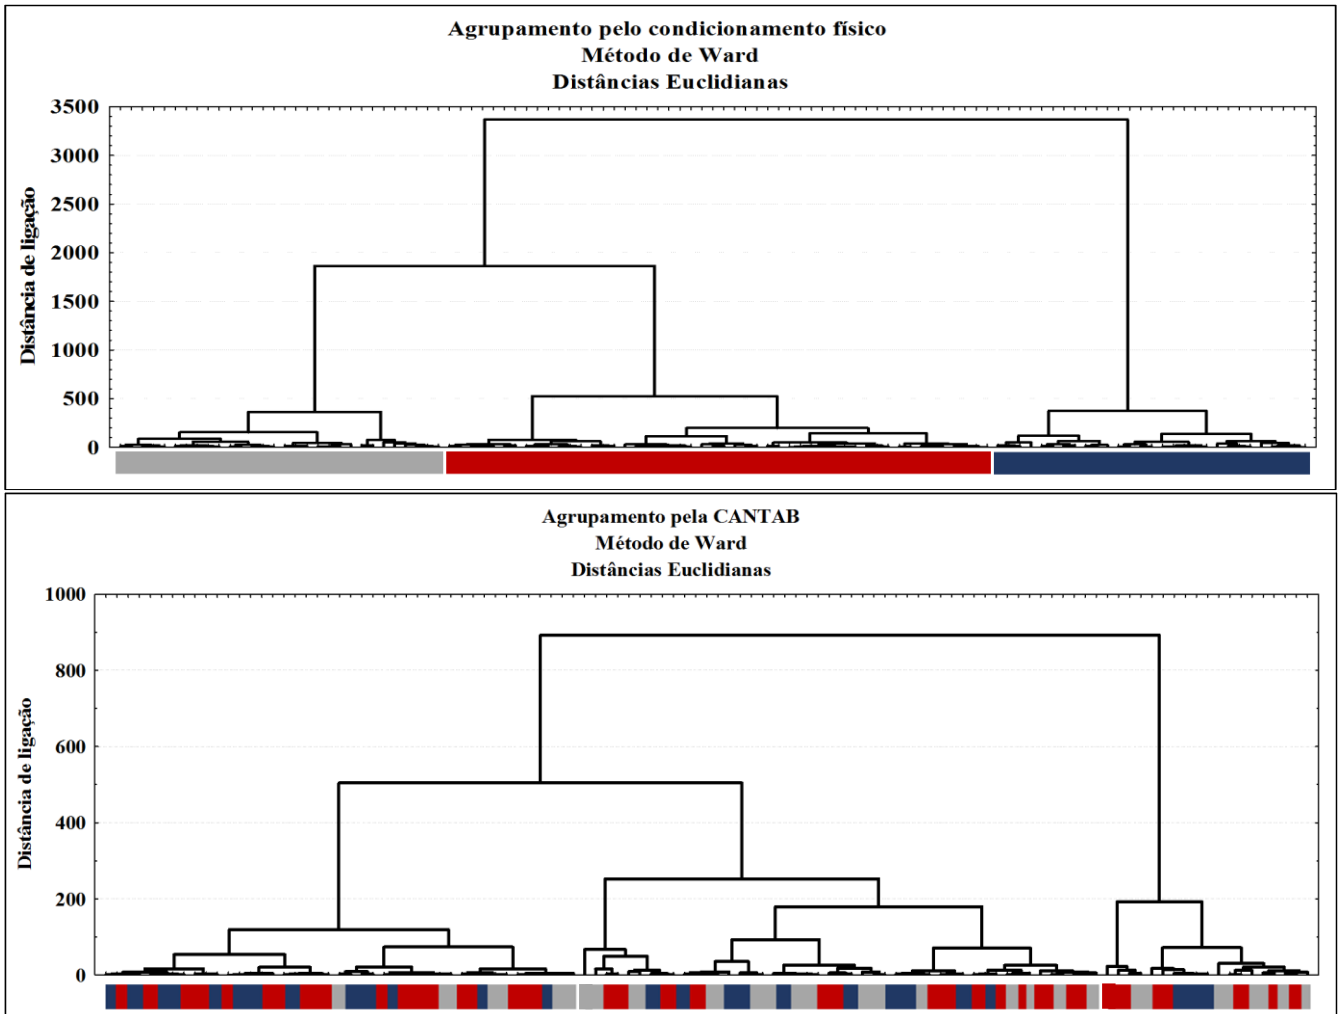 Agrupamento pelo condicionamento físico
Método de Ward
Distâncias Euclidianas
Distância de ligação
3500
3000
2500
2000
1500
1000
500
0
Agrupamento pela CANTAB
Método de Ward
Distâncias Euclidianas
Distância de ligação
1000
800
600
400
200
0